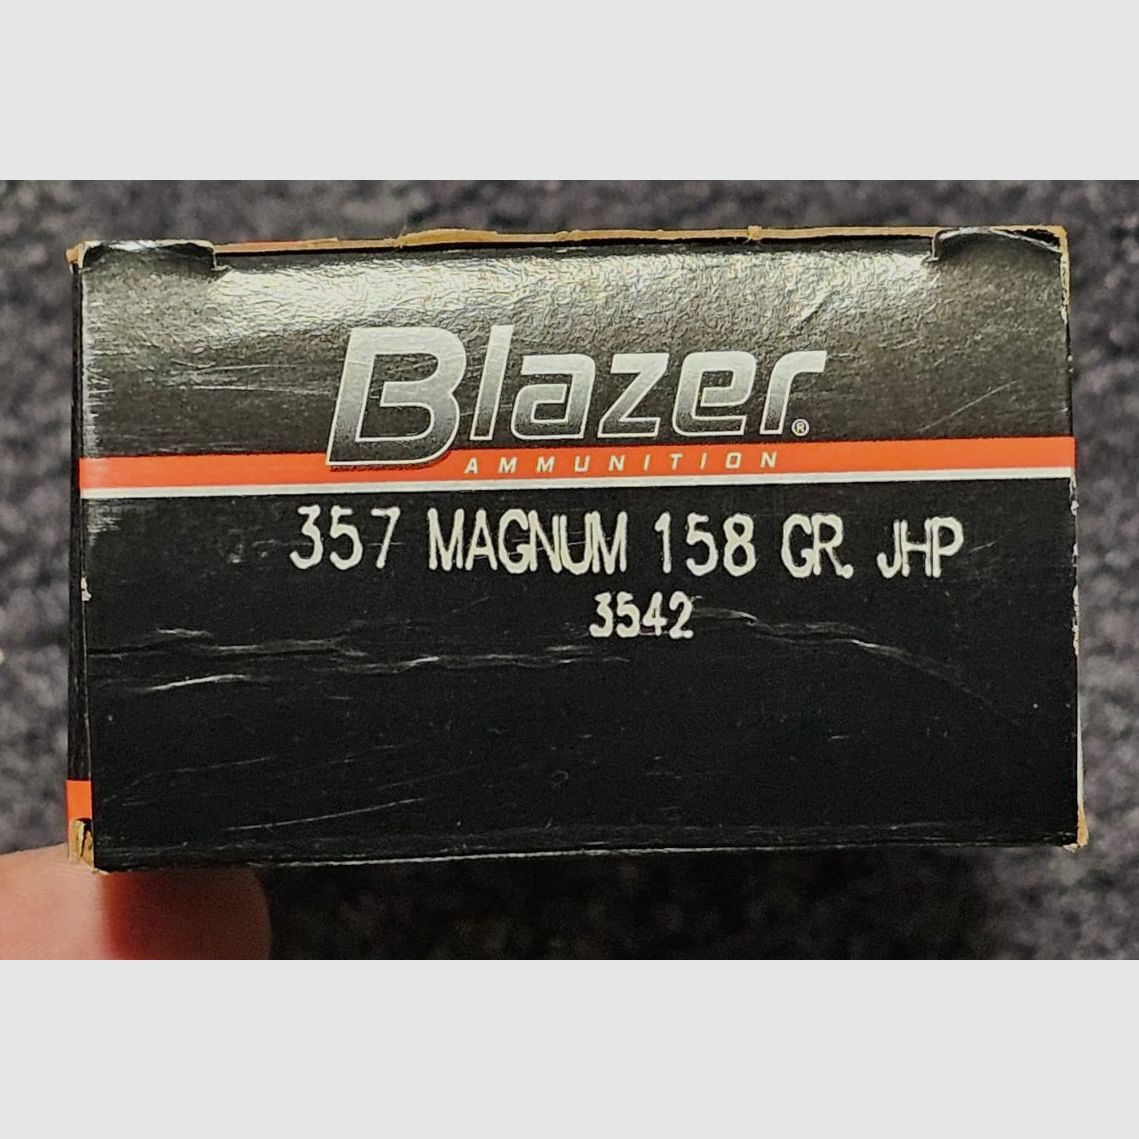 Blazer®
AMMUNITION
357 MAGNUM 158 GR. JHP
3542